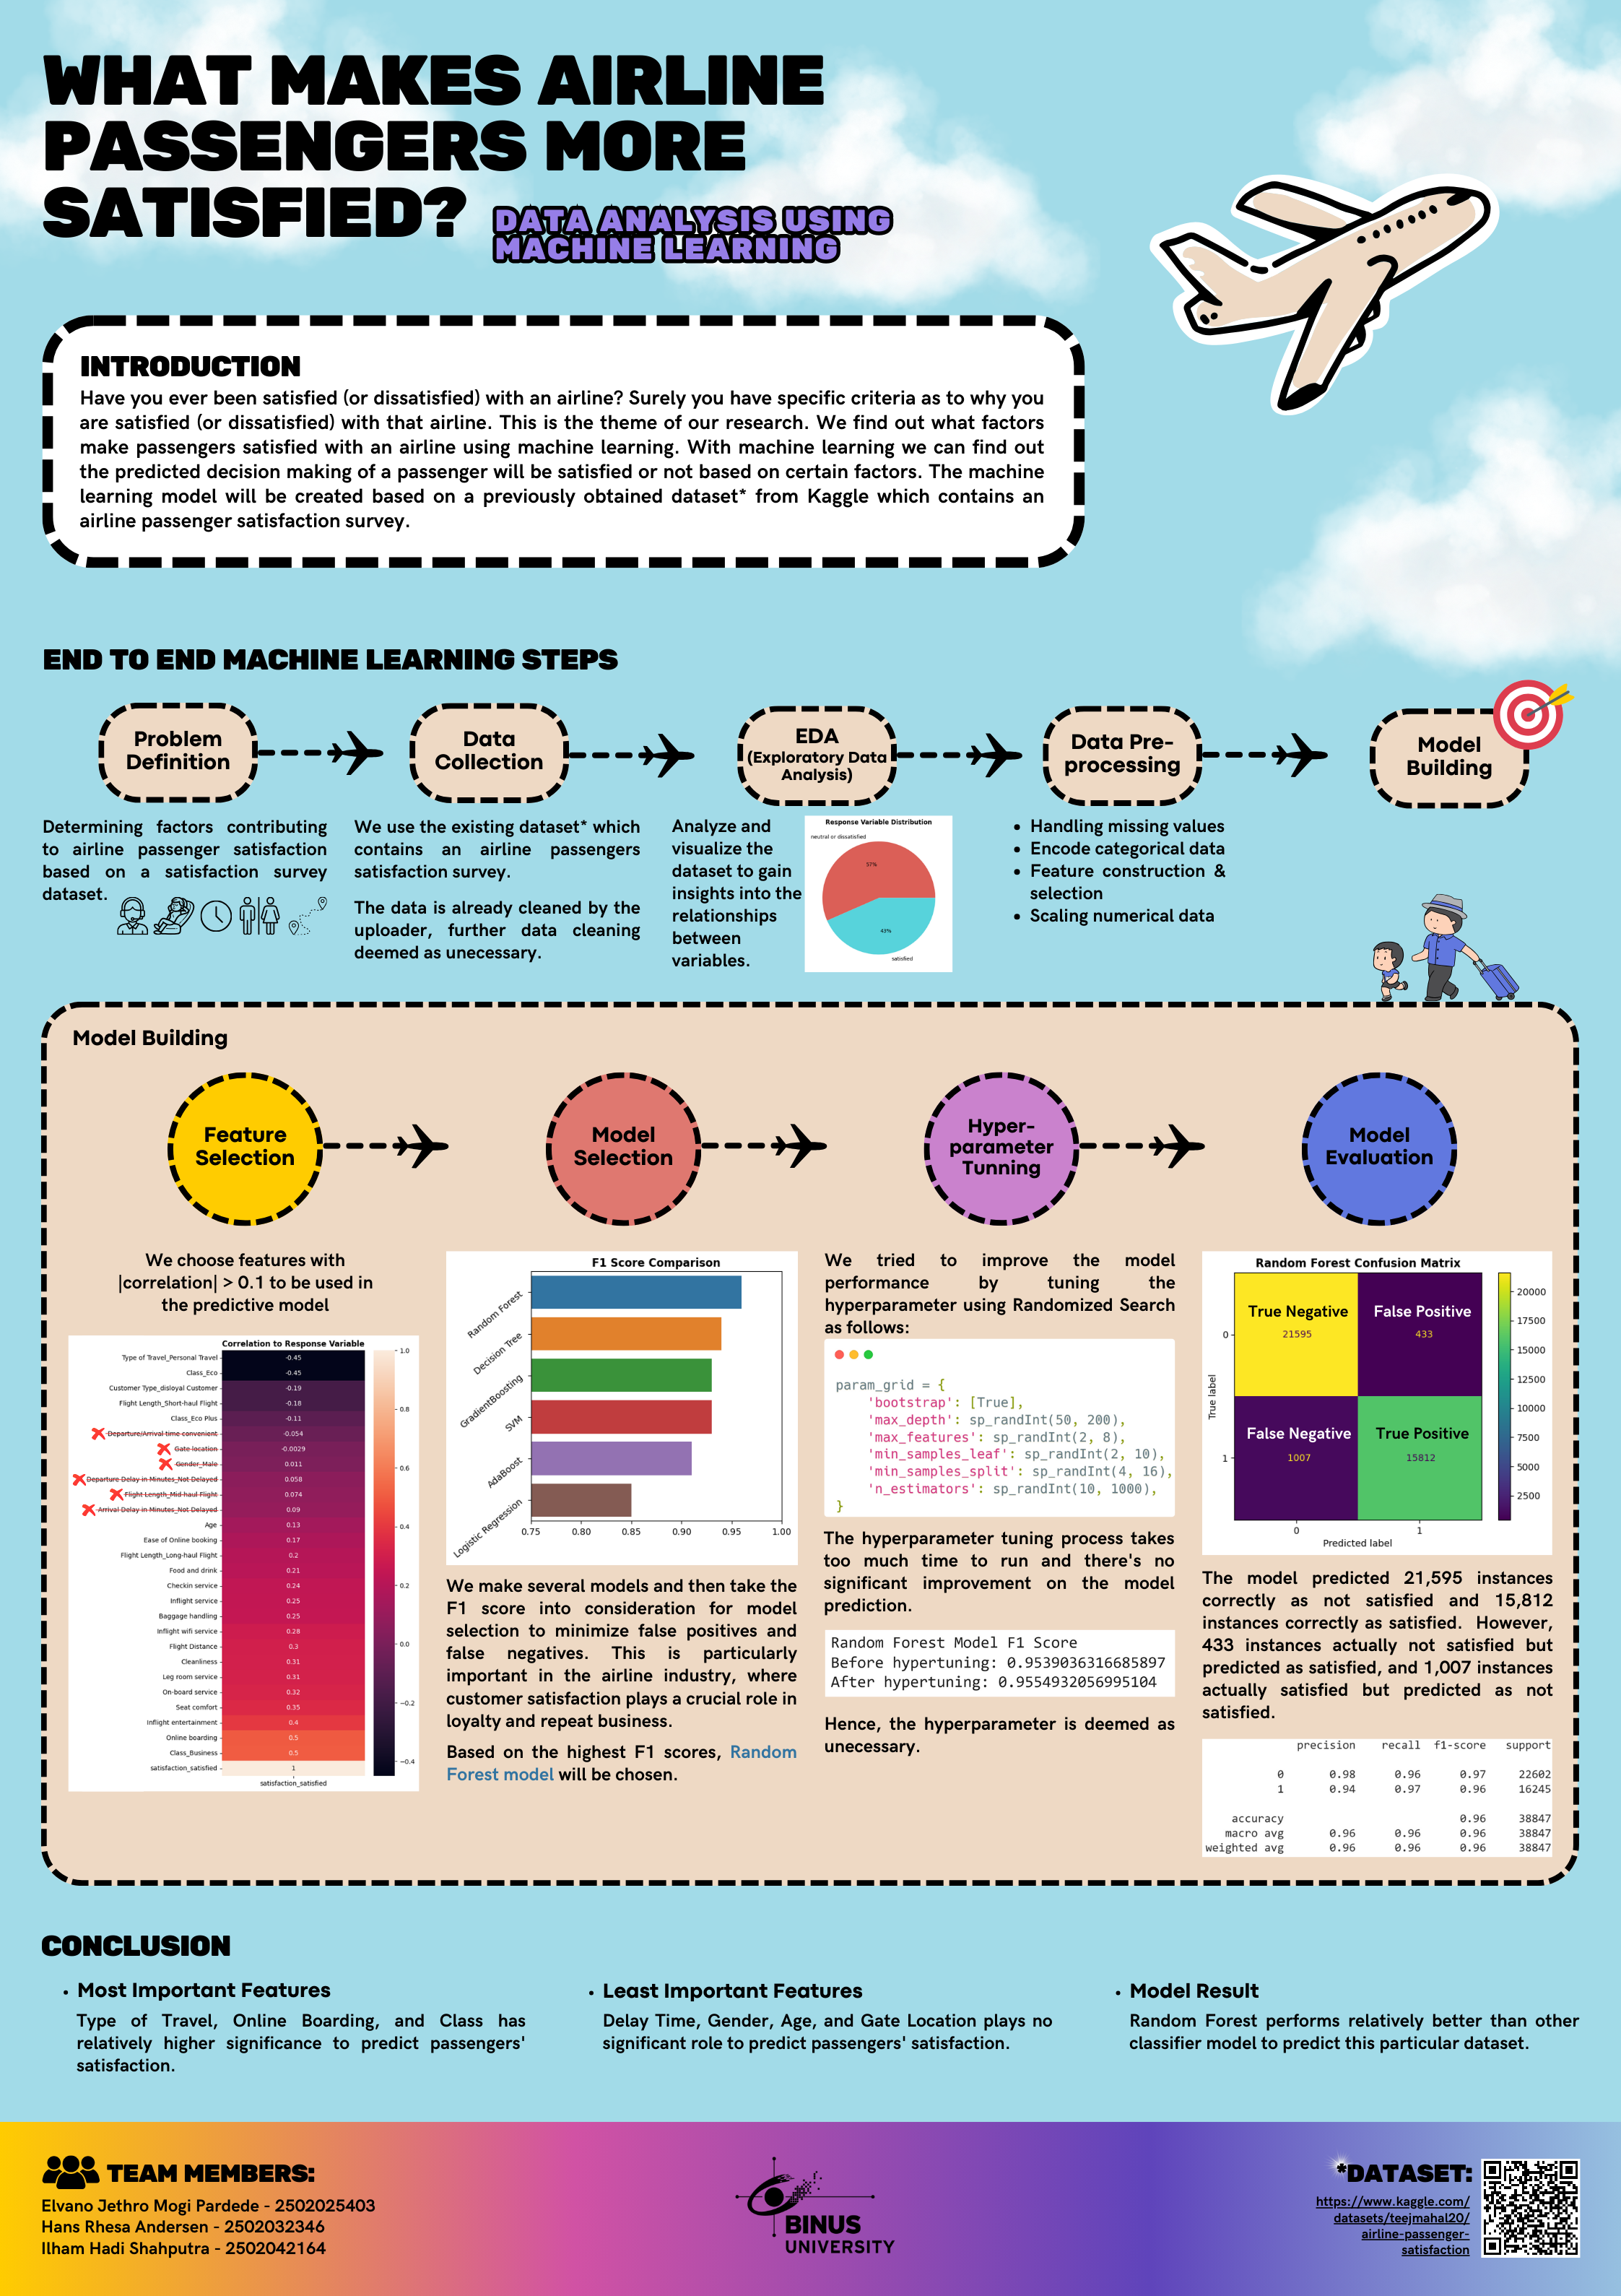 WHAT MAKES AIRLINE
PASSENGERS MORE
SATISFIED?
DATA ANALYSIS USING
MACHINE LEARNING
INTRODUCTION
Have you ever been satisfied (or dissatisfied) with an airline? Surely you have specific criteria as to why you
are satisfied (or dissatisfied) with that airline. This is the theme of our research. We find out what factors
make passengers satisfied with an airline using machine learning. With machine learning we can find out
the predicted decision making of a passenger will be satisfied or not based on certain factors. The machine
learning model will be created based on a previously obtained dataset* from Kaggle which contains an
airline passenger satisfaction survey.
END TO END MACHINE LEARNING STEPS
Problem
Definition
Determining factors contributing
to airline passenger satisfaction
based on a satisfaction survey
dataset.
Data
Collection
We use the existing dataset* which
contains an airline passengers
satisfaction survey.
The data is already cleaned by the
uploader, further data cleaning
deemed as unecessary.
EDA
(Exploratory Data
Analysis)
Analyze and
visualize the
dataset to gain
insights into the
relationships
between
variables.
Response Variable Distribution
neutral or dissatisfied
57%
43%
satisfied
Data Pre-
processing
• Handling missing values
• Encode categorical data
• Feature construction &
selection
• Scaling numerical data
Model
Building
Model Building
Feature
Selection
We choose features with
|correlation| > 0.1 to be used in
the predictive model
Correlation to Response Variable
Type of Travel_Personal Travel -0.45
Class_Eco -0.45
Customer Type_disloyal Customer -0.19
Flight Length_Short-haul Flight -0.18
Class_Eco Plus -0.11
Departure/Arrival time convenient -0.054
Gate location -0.0029
Gender_Male 0.011
Departure Delay in Minutes_Not Delayed 0.058
Flight Length_Mid-haul Flight 0.074
Arrival Delay in Minutes_Not Delayed 0.09
Age 0.13
Ease of Online booking 0.17
Flight Length_Long-haul Flight 0.2
Food and drink 0.21
Checkin service 0.24
Inflight service 0.25
Baggage handling 0.25
Inflight wifi service 0.28
Flight Distance 0.3
Cleanliness 0.31
Leg room service 0.31
On-board service 0.32
Seat comfort 0.35
Inflight entertainment 0.4
Online boarding 0.5
Class_Business 0.5
satisfaction_satisfied 1
satisfaction_satisfied
1.0
0.8
0.6
0.4
0.2
0.0
−0.2
−0.4
Model
Selection
F1 Score Comparison
Random Forest
Decision Tree
GradientBoosting
SVM
AdaBoost
Logistic Regression
0.75 0.80 0.85 0.90 0.95 1.00
We make several models and then take the
F1 score into consideration for model
selection to minimize false positives and
false negatives. This is particularly
important in the airline industry, where
customer satisfaction plays a crucial role in
loyalty and repeat business.
Based on the highest F1 scores, Random
Forest model will be chosen.
Hyper-
parameter
Tunning
We tried to improve the model
performance by tuning the
hyperparameter using Randomized Search
as follows:
param_grid = {
'bootstrap': [True],
'max_depth': sp_randInt(50, 200),
'max_features': sp_randInt(2, 8),
'min_samples_leaf': sp_randInt(2, 10),
'min_samples_split': sp_randInt(4, 16),
'n_estimators': sp_randInt(10, 1000),
}
The hyperparameter tuning process takes
too much time to run and there's no
significant improvement on the model
prediction.
Random Forest Model F1 Score
Before hypertuning: 0.9539036316685897
After hypertuning: 0.9554932056995104
Hence, the hyperparameter is deemed as
unecessary.
Model
Evaluation
Random Forest Confusion Matrix
True Negative
21595
False Positive
433
False Negative
1007
True Positive
15812
True label
0
1
0 1
Predicted label
20000
17500
15000
12500
10000
7500
5000
2500
The model predicted 21,595 instances
correctly as not satisfied and 15,812
instances correctly as satisfied. However,
433 instances actually not satisfied but
predicted as satisfied, and 1,007 instances
actually satisfied but predicted as not
satisfied.
precision recall f1-score support
0 0.98 0.96 0.97 22602
1 0.94 0.97 0.96 16245
accuracy 0.96 38847
macro avg 0.96 0.96 0.96 38847
weighted avg 0.96 0.96 0.96 38847
CONCLUSION
• Most Important Features
Type of Travel, Online Boarding, and Class has
relatively higher significance to predict passengers'
satisfaction.
• Least Important Features
Delay Time, Gender, Age, and Gate Location plays no
significant role to predict passengers' satisfaction.
• Model Result
Random Forest performs relatively better than other
classifier model to predict this particular dataset.
TEAM MEMBERS:
Elvano Jethro Mogi Pardede - 2502025403
Hans Rhesa Andersen - 2502032346
Ilham Hadi Shahputra - 2502042164
BINUS
UNIVERSITY
*DATASET:
https://www.kaggle.com/
datasets/teejmahal20/
airline-passenger-
satisfaction